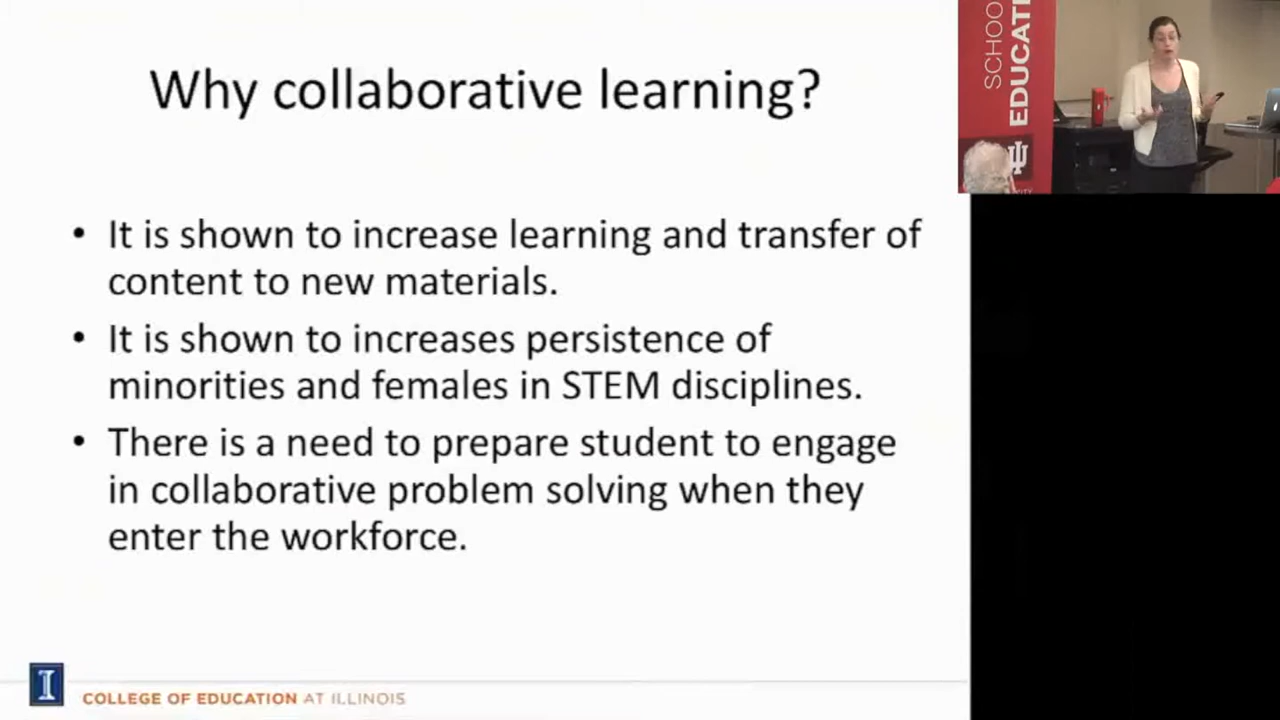 Why collaborative learning?
• It is shown to increase learning and transfer of
content to new materials.
• It is shown to increases persistence of
minorities and females in STEM disciplines.
• There is a need to prepare student to engage
in collaborative problem solving when they
enter the workforce.
I
COLLEGE OF EDUCATION AT ILLINOIS
SCHOO
EDUCATI